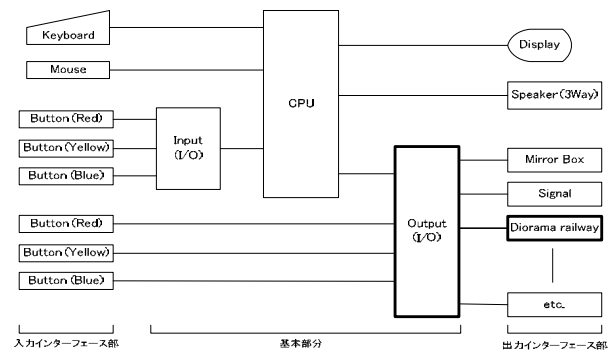 Keyboard
Mouse
Button(Red)
Button(Yellow)
Button(Blue)
Input
(I/O)
CPU
Button(Red)
Button(Yellow)
Button(Blue)
Output
(I/O)
Display
Speaker(3Way)
Mirror Box
Signal
Diorama railway
etc.
入力インターフェース部
基本部分
出力インターフェース部